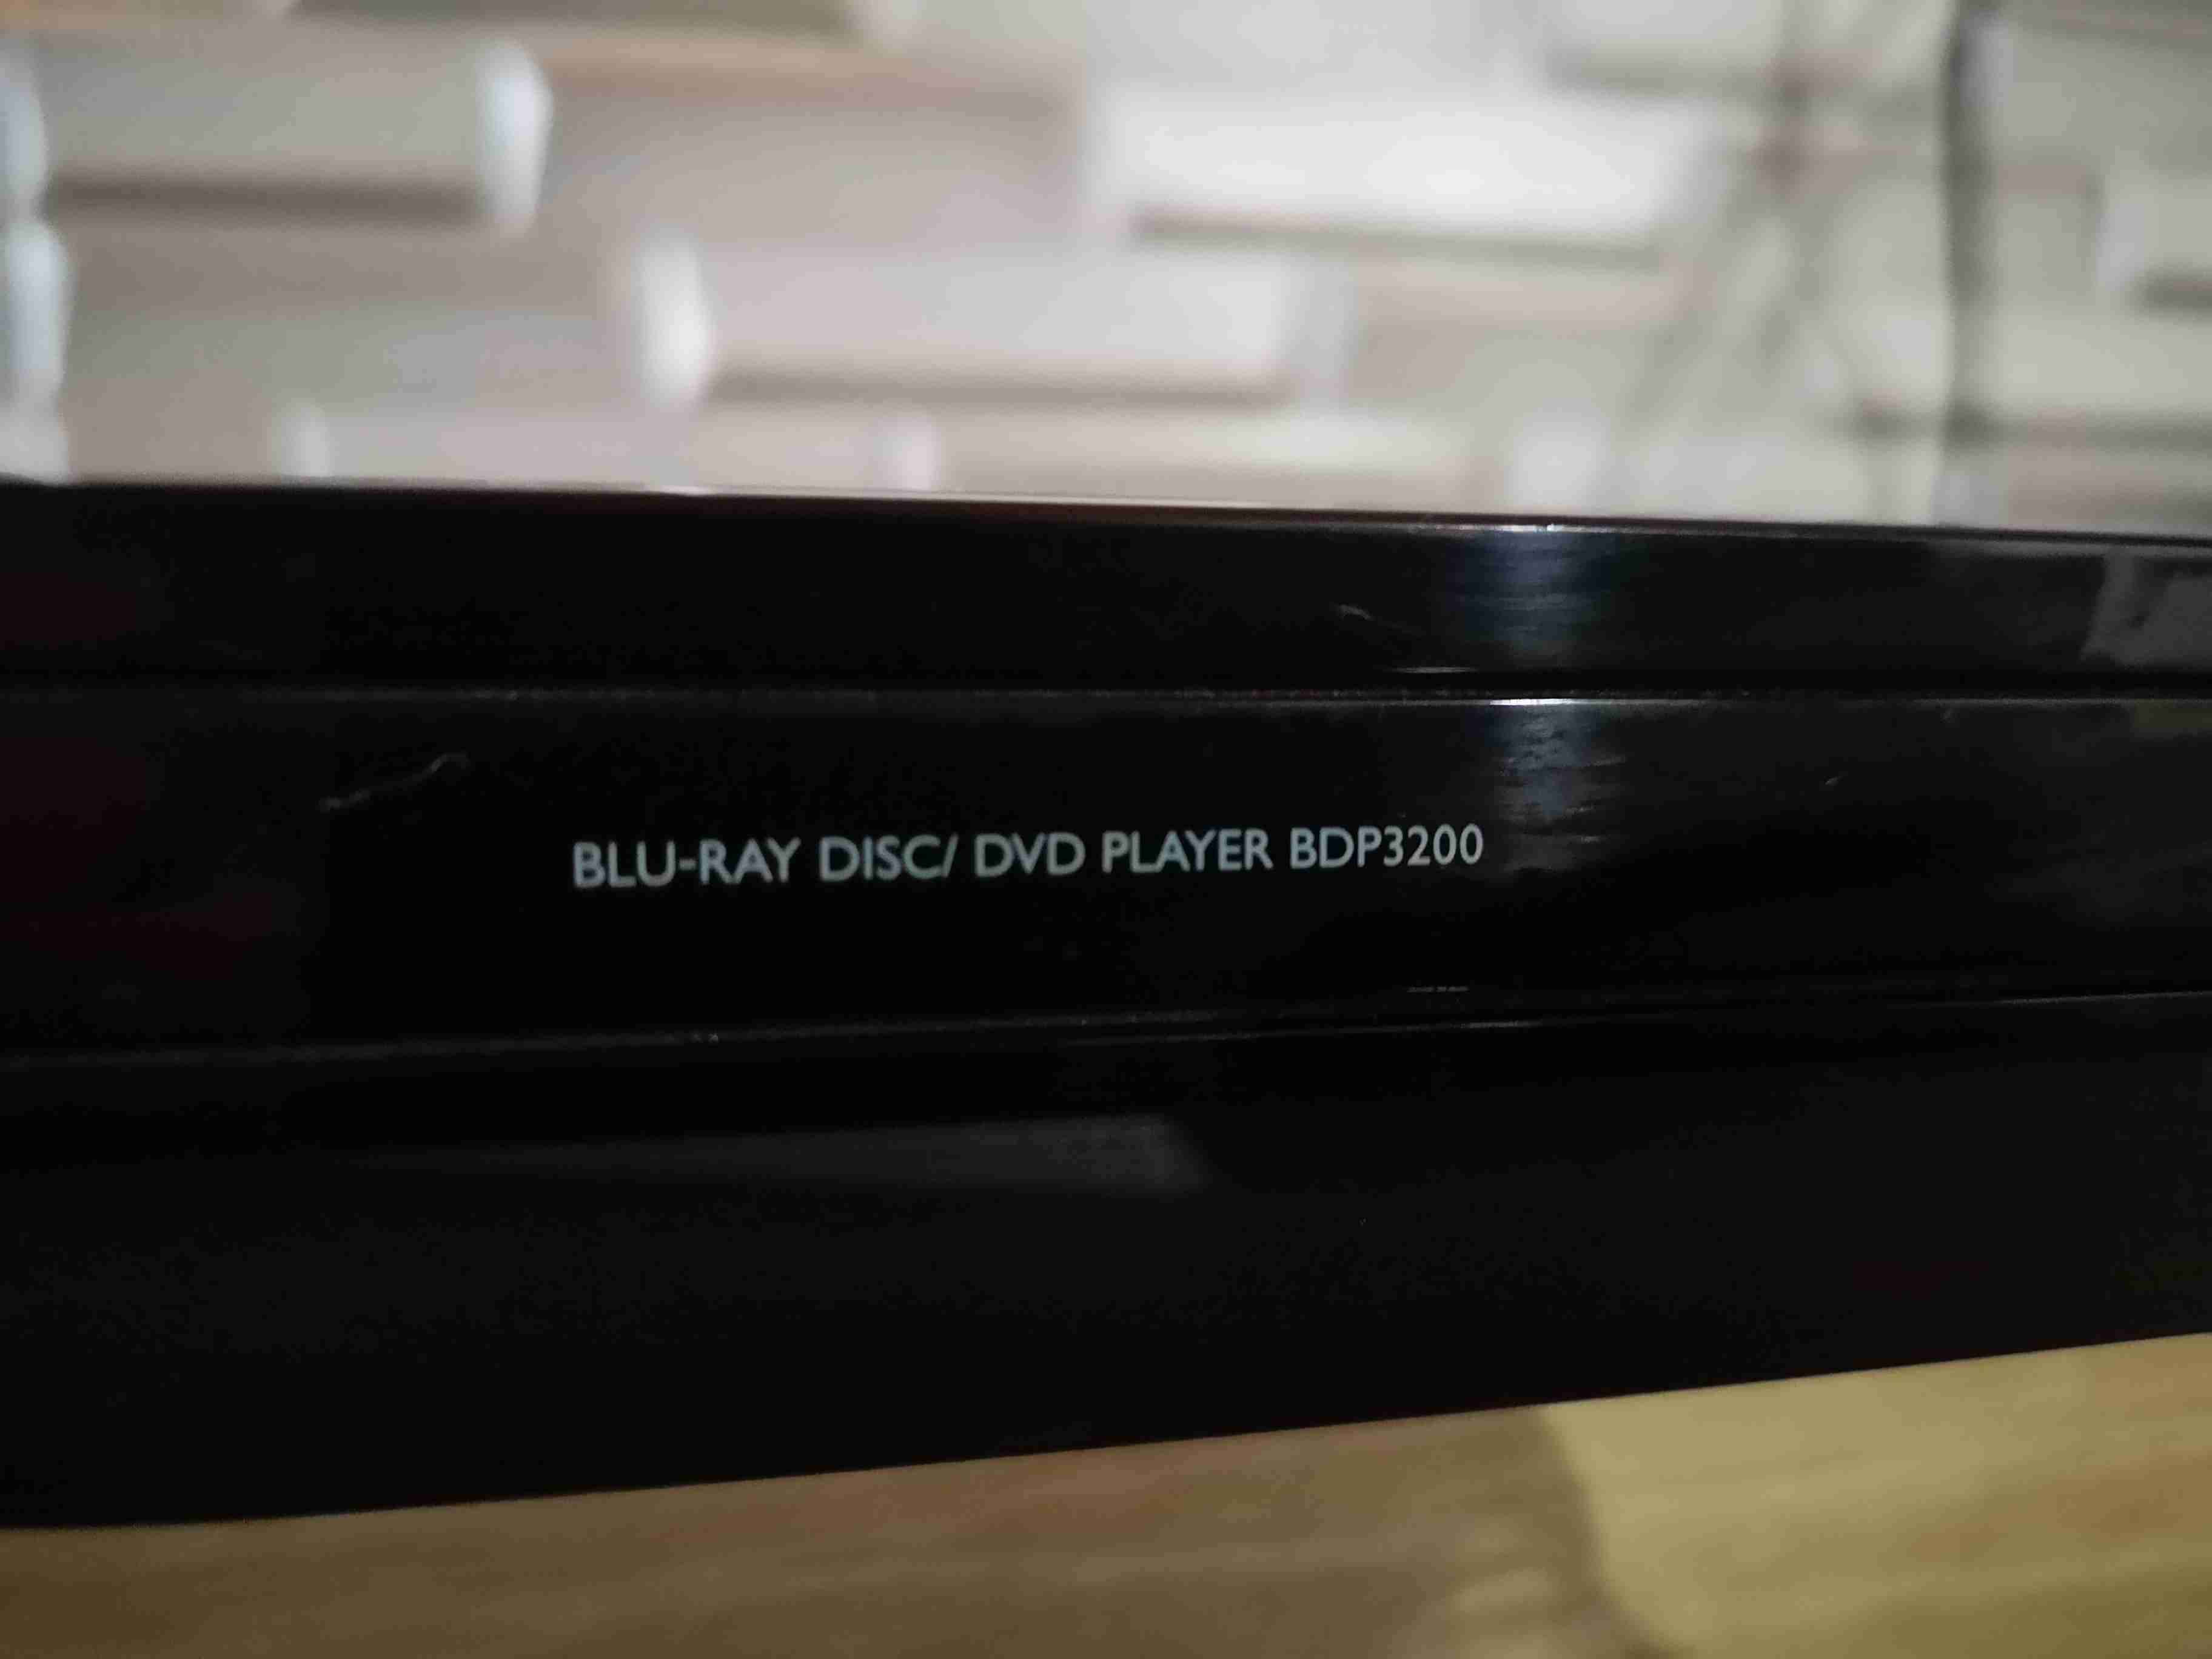 BLU-RAY DISC/ DVD PLAYER BDP3200